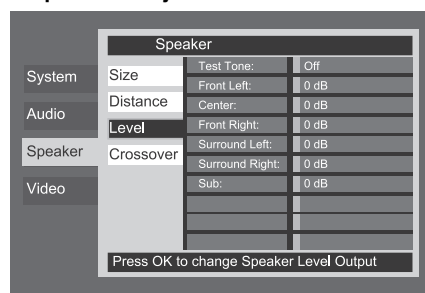 Speaker
System
Audio
Speaker
Video
Size
Distance
Level
Crossover
Test Tone: Off
Front Left: 0 dB
Center: 0 dB
Front Right: 0 dB
Surround Left: 0 dB
Surround Right: 0 dB
Sub: 0 dB
Press OK to change Speaker Level Output